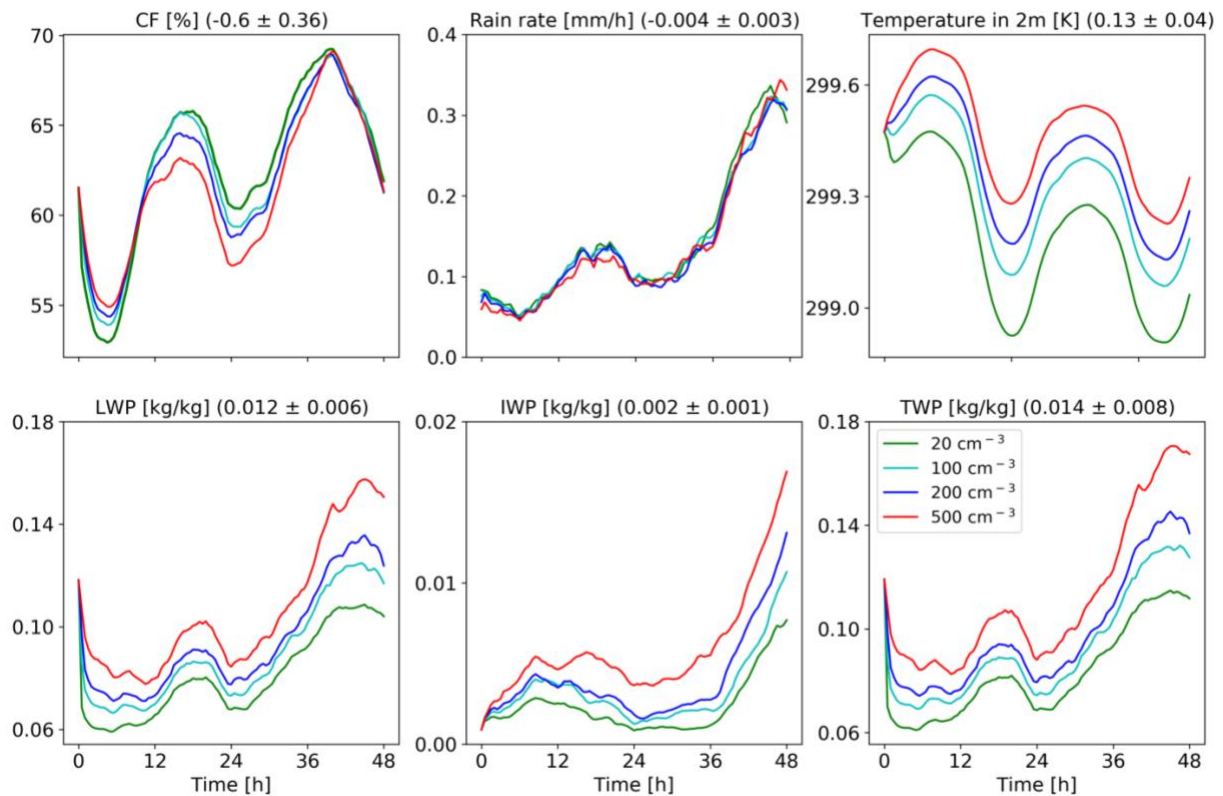 CF [%] (-0.6 ± 0.36)
Rain rate [mm/h] (-0.004 ± 0.003)
Temperature in 2m [K] (0.13 ± 0.04)
70
65
60
55
0.4
0.3
0.2
0.1
0.0
299.6
299.3
299.0
LWP [kg/kg] (0.012 ± 0.006)
IWP [kg/kg] (0.002 ± 0.001)
TWP [kg/kg] (0.014 ± 0.008)
0.18
0.14
0.10
0.06
0 12 24 36 48
Time [h]
0.02
0.01
0.00
0 12 24 36 48
Time [h]
0.18
0.14
0.10
0.06
20 cm⁻³
100 cm⁻³
200 cm⁻³
500 cm⁻³
0 12 24 36 48
Time [h]